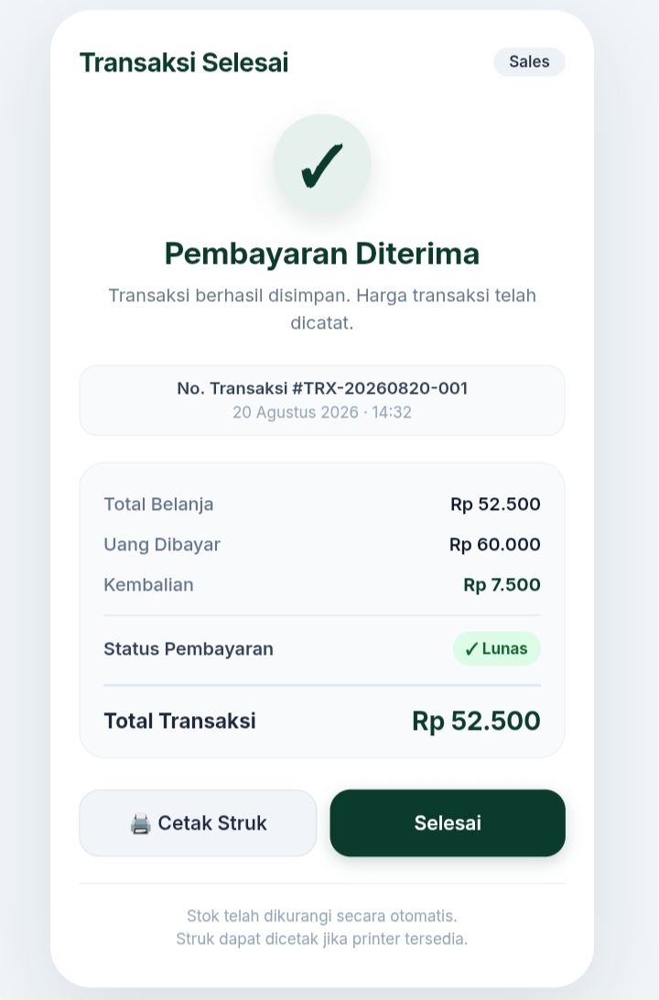 Transaksi Selesai
Sales
✓
Pembayaran Diterima
Transaksi berhasil disimpan. Harga transaksi telah
dicatat.
No. Transaksi #TRX-20260820-001
20 Agustus 2026 · 14:32
Total Belanja Rp 52.500
Uang Dibayar Rp 60.000
Kembalian Rp 7.500
Status Pembayaran ✓ Lunas
Total Transaksi Rp 52.500
🖨️ Cetak Struk
Selesai
Stok telah dikurangi secara otomatis.
Struk dapat dicetak jika printer tersedia.